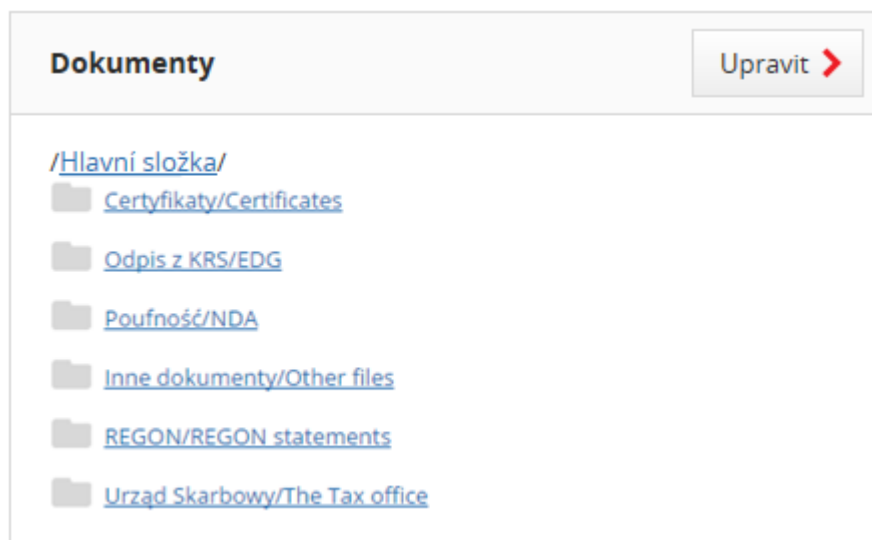 Dokumenty
Upravit
/Hlavní složka/
Certyfikaty/Certificates
Odpis z KRS/EDG
Poufność/NDA
Inne dokumenty/Other files
REGON/REGON statements
Urząd Skarbowy/The Tax office